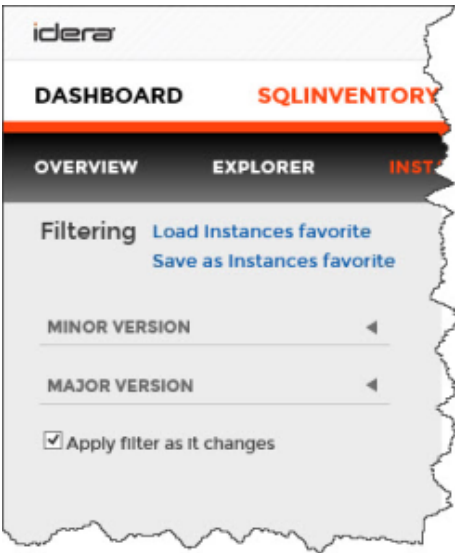 idera
DASHBOARD SQLINVENTORY
OVERVIEW EXPLORER
Filtering Load Instances favorite
Save as Instances favorite
MINOR VERSION
MAJOR VERSION
Apply filter as it changes